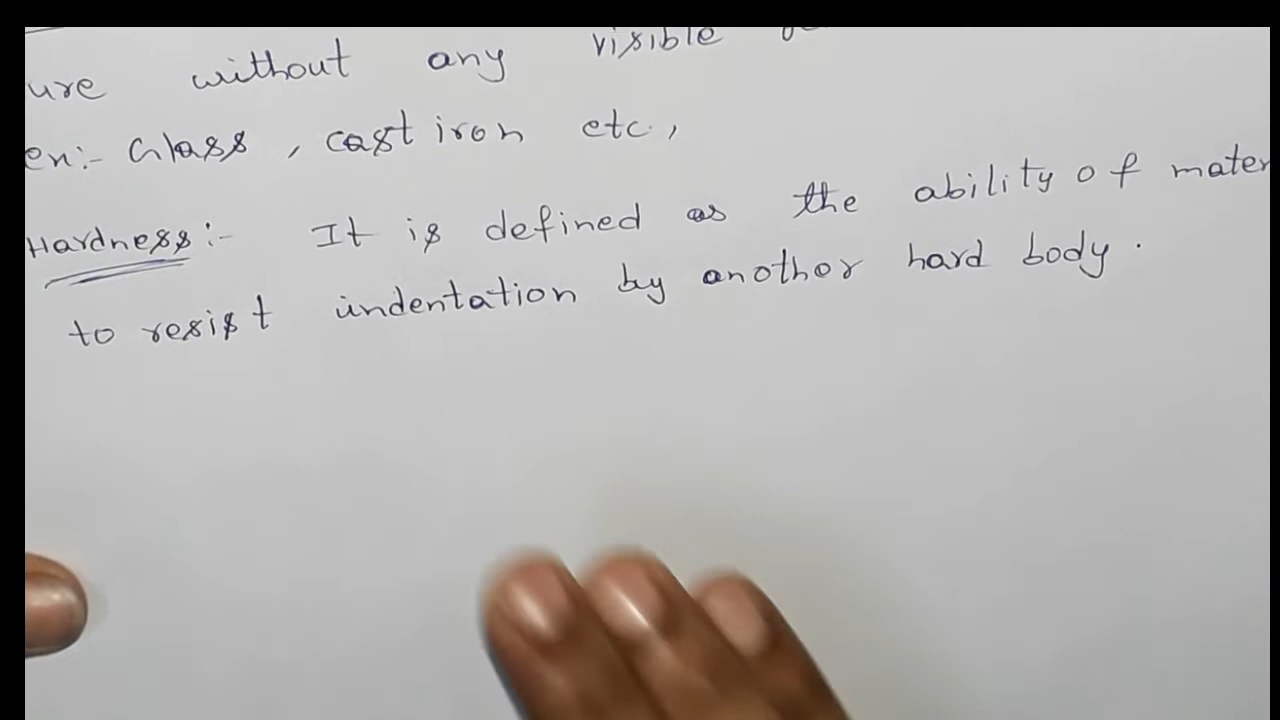 ure without any visible
ex:- Glass, cast iron etc,
Hardness:- It is defined as the ability of mater
to resist indentation by another hard body.